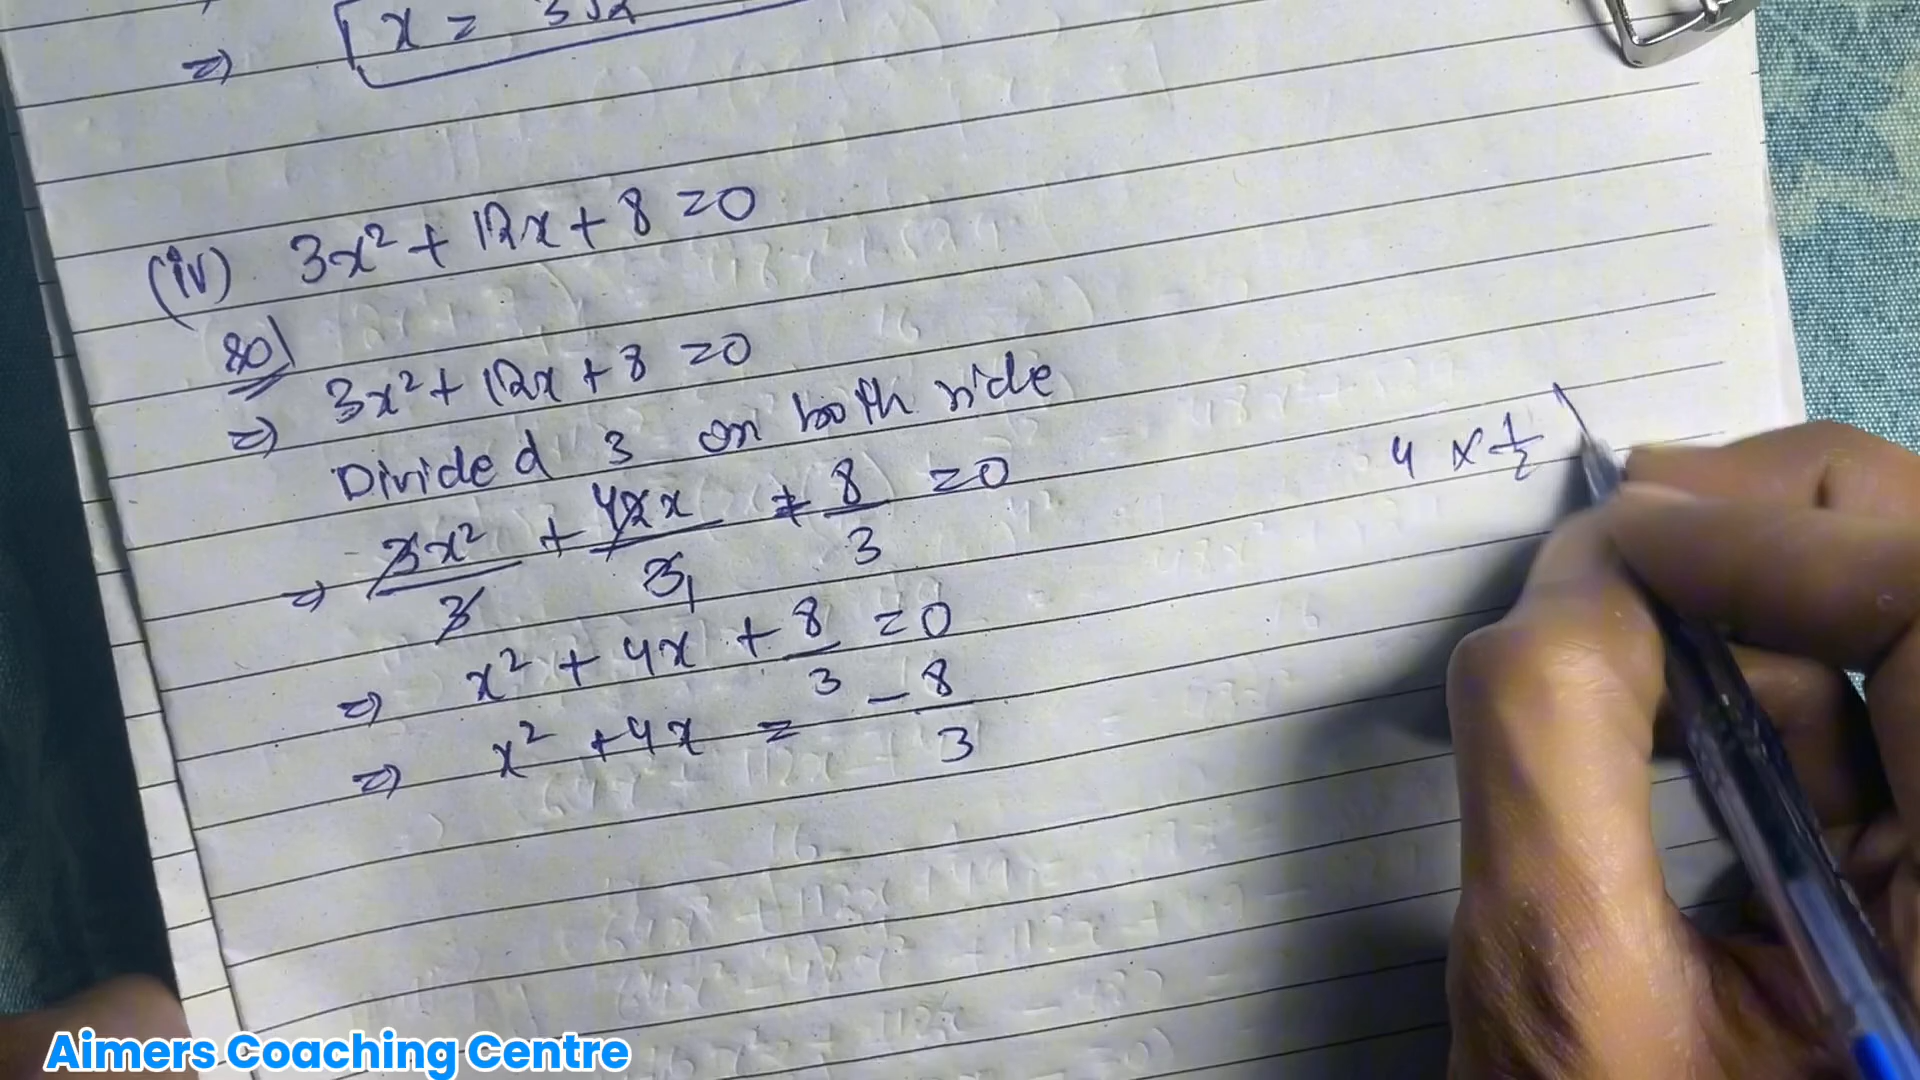 =) x = 3√2
(iv) 3x² + 12x + 8 = 0
Sol
=) 3x² + 12x + 8 = 0
Divided 3 on both side
=) 3x²/3 + 12x/3 + 8/3 = 0
4 x 1/2
=) x² + 4x + 8/3 = 0
=) x² + 4x = -8/3
Aimers Coaching Centre